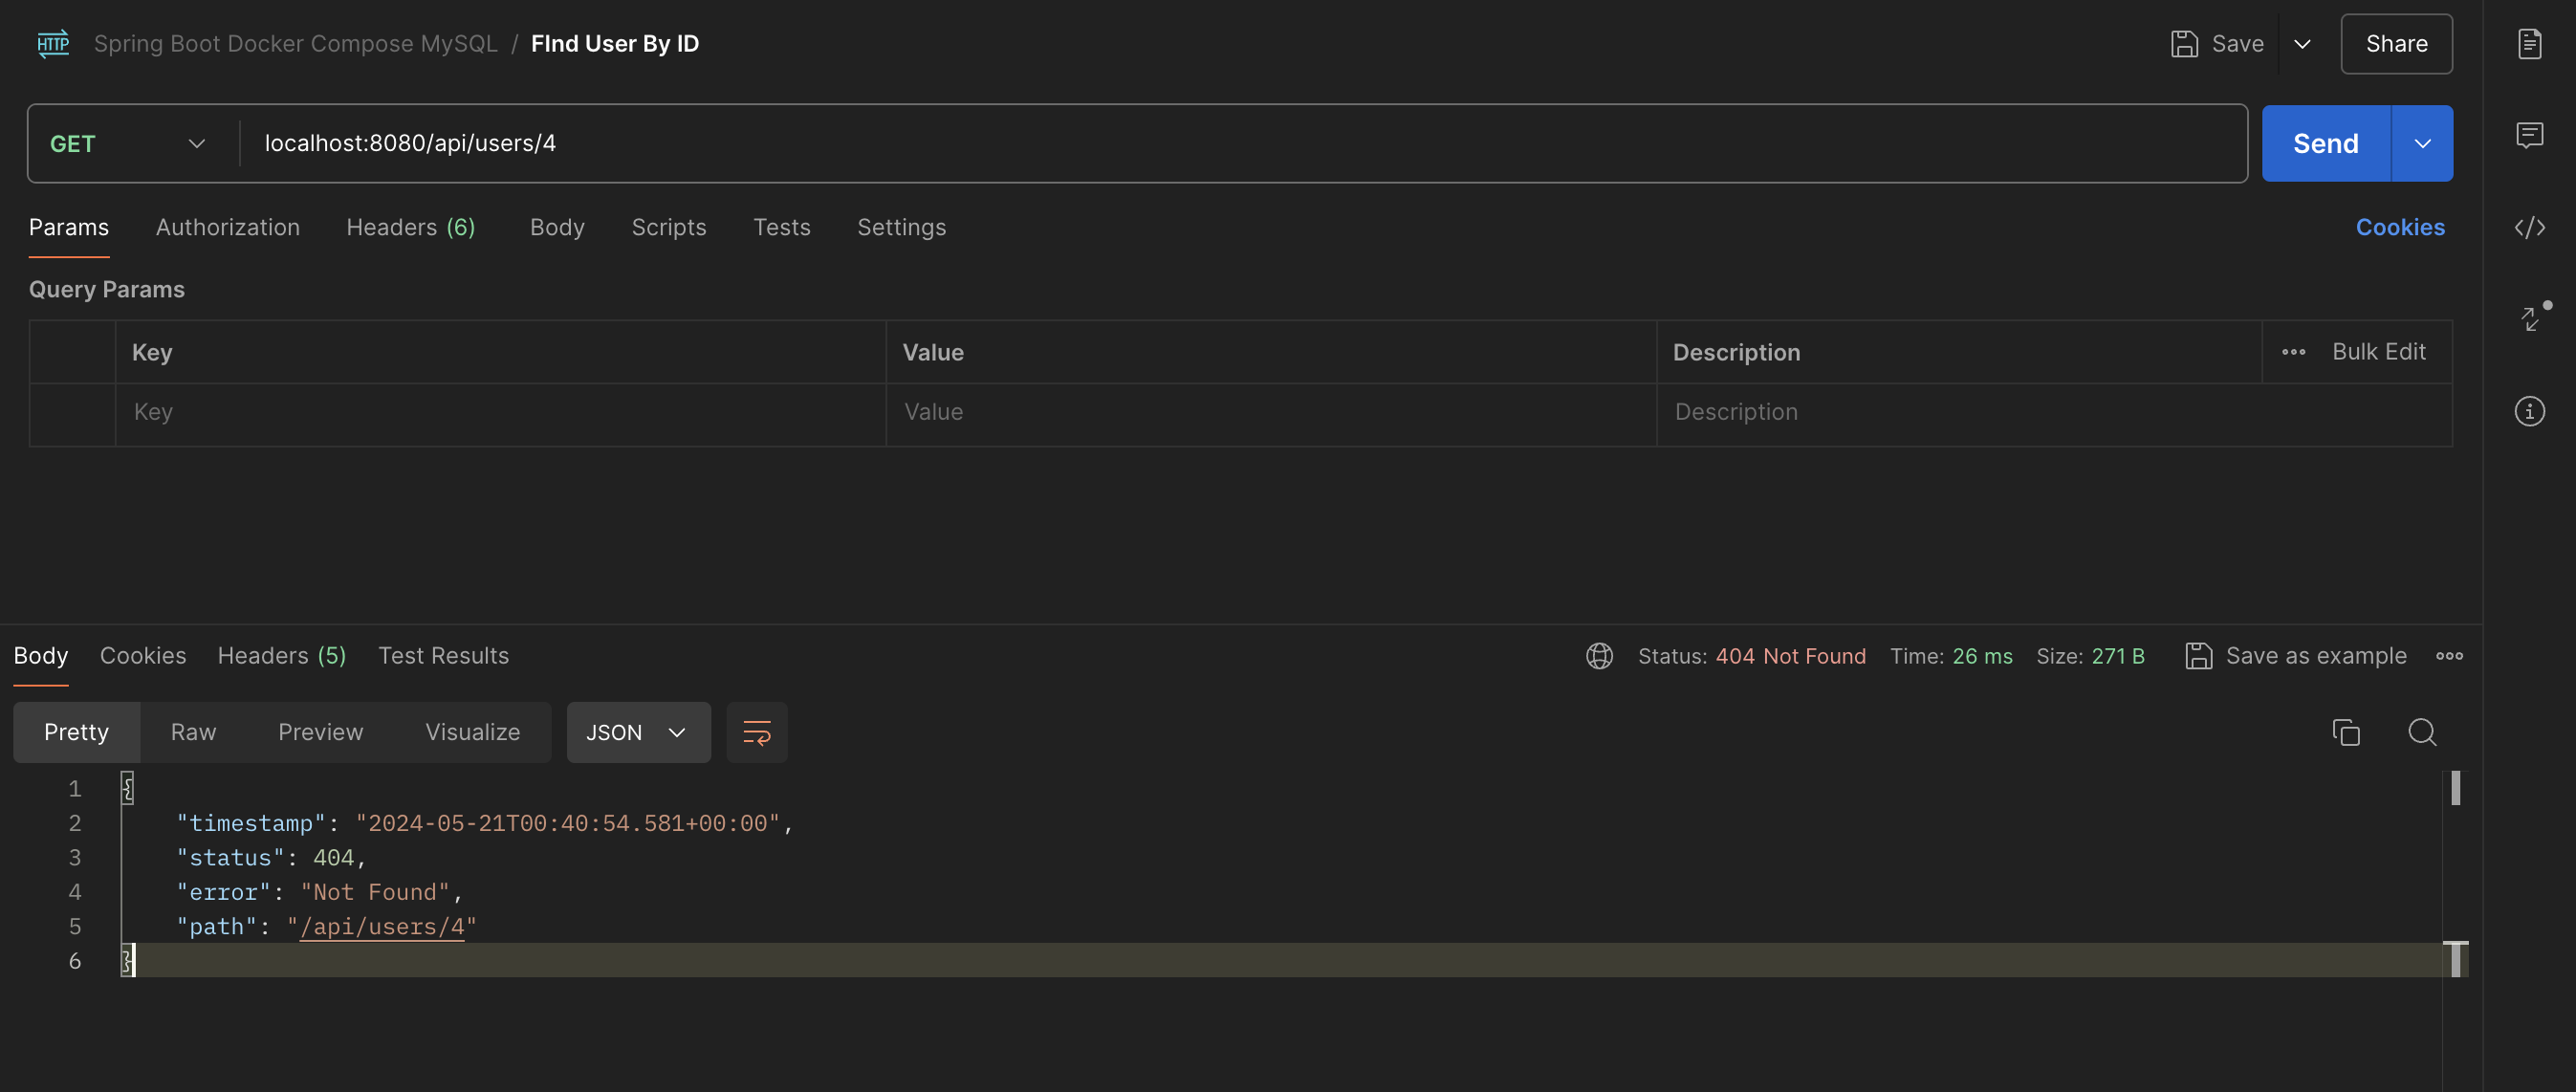 HTTP Spring Boot Docker Compose MySQL / FInd User By ID Save Share
GET localhost:8080/api/users/4 Send
Params Authorization Headers (6) Body Scripts Tests Settings Cookies
Query Params
Key Value Description Bulk Edit
Key Value Description
Body Cookies Headers (5) Test Results Status: 404 Not Found Time: 26 ms Size: 271 B Save as example
Pretty Raw Preview Visualize JSON
1 {
2 "timestamp": "2024-05-21T00:40:54.581+00:00",
3 "status": 404,
4 "error": "Not Found",
5 "path": "/api/users/4"
6 }